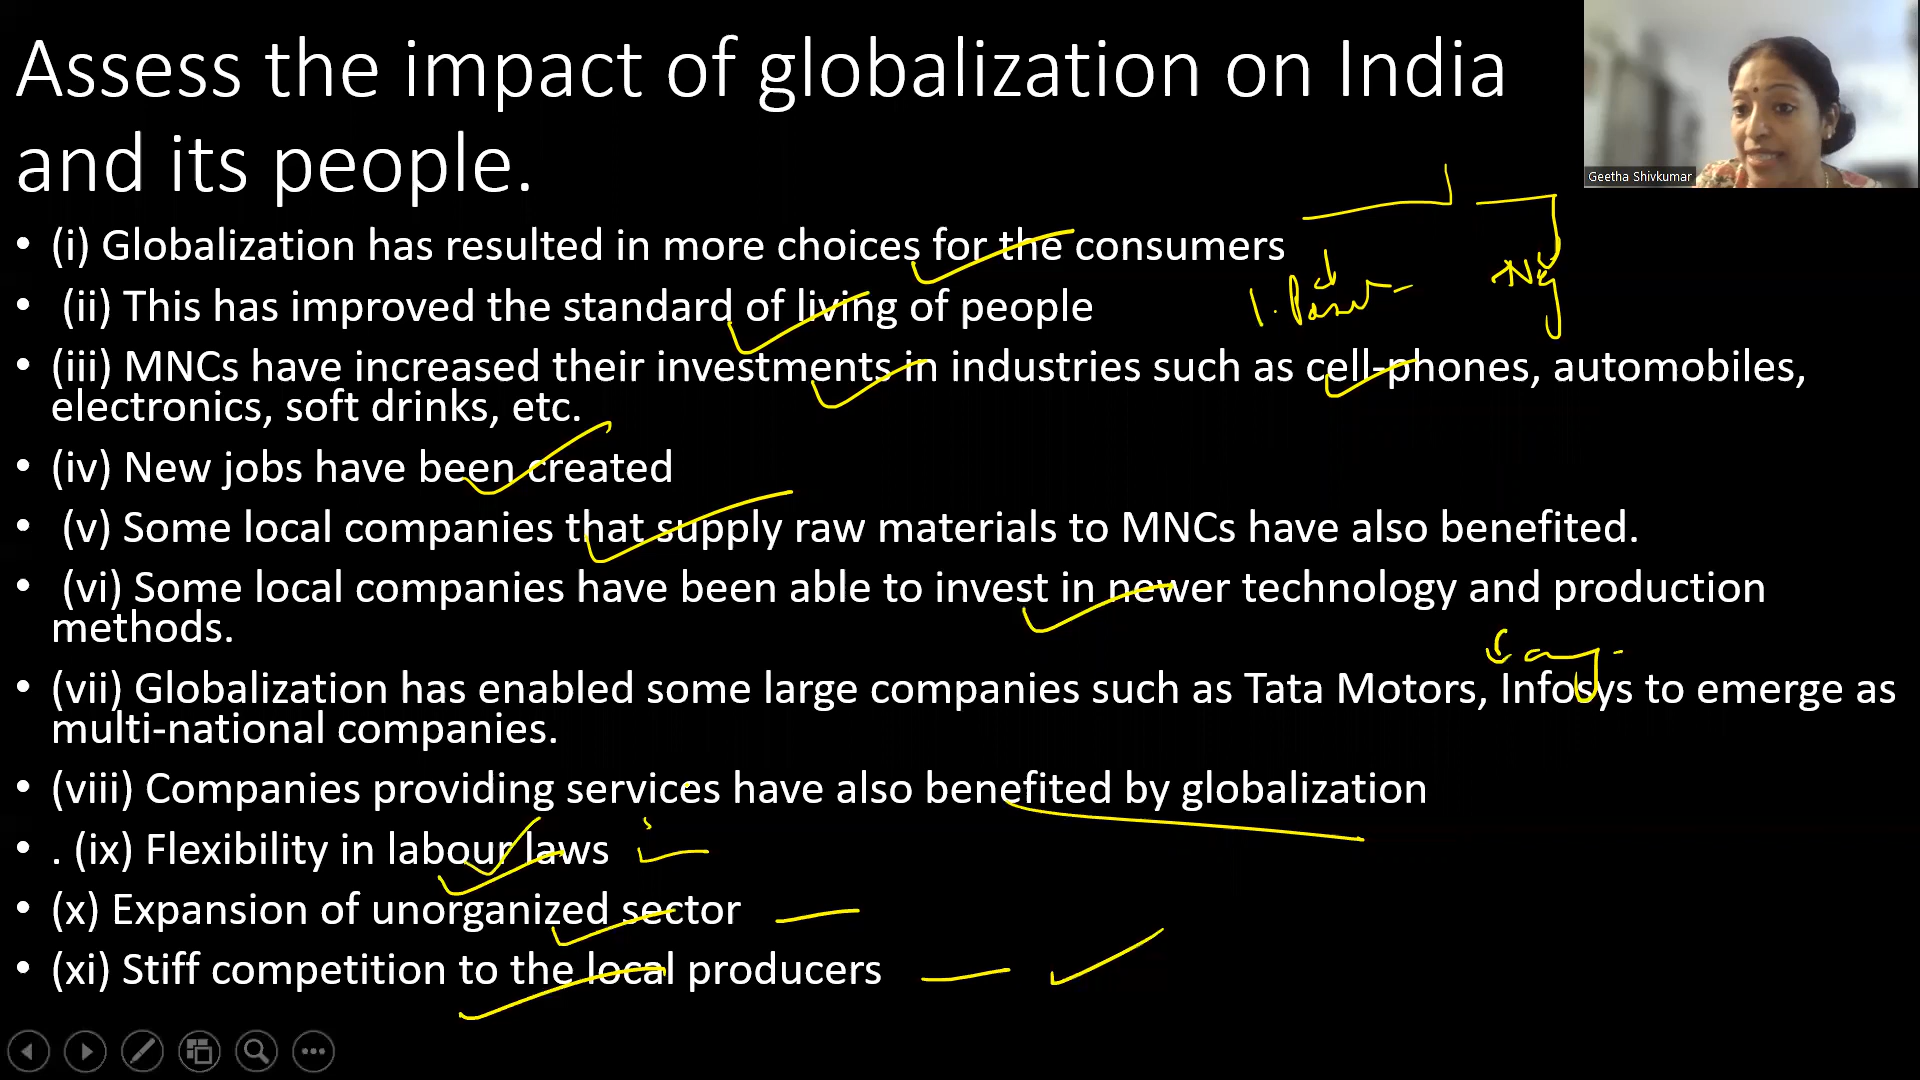 Assess the impact of globalization on India
and its people.
Geetha Shivkumar
• (i) Globalization has resulted in more choices for the consumers
• (ii) This has improved the standard of living of people
1.
Neg
• (iii) MNCs have increased their investments in industries such as cell-phones, automobiles,
electronics, soft drinks, etc.
• (iv) New jobs have been created
• (v) Some local companies that supply raw materials to MNCs have also benefited.
• (vi) Some local companies have been able to invest in newer technology and production
methods.
• (vii) Globalization has enabled some large companies such as Tata Motors, Infosys to emerge as
multi-national companies.
• (viii) Companies providing services have also benefited by globalization
• . (ix) Flexibility in labour laws
• (x) Expansion of unorganized sector
• (xi) Stiff competition to the local producers